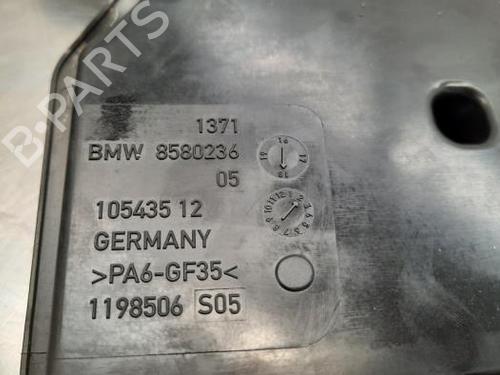 B-PARTS
1371
BMW 8580236
05
105435 12
GERMANY
>PA6-GF35<
1198506 S05